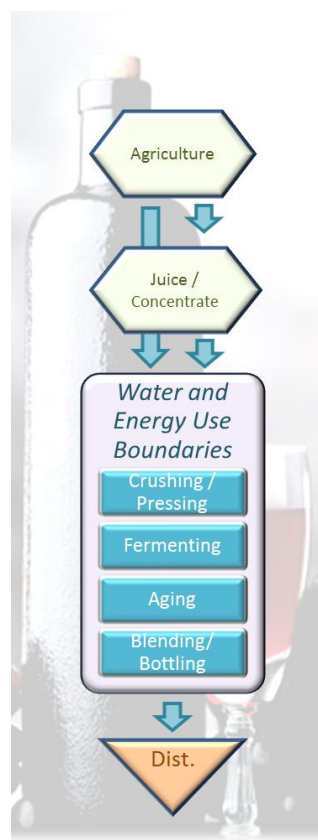 Agriculture
Juice /
Concentrate
Water and
Energy Use
Boundaries
Crushing /
Pressing
Fermenting
Aging
Blending/
Bottling
Dist.